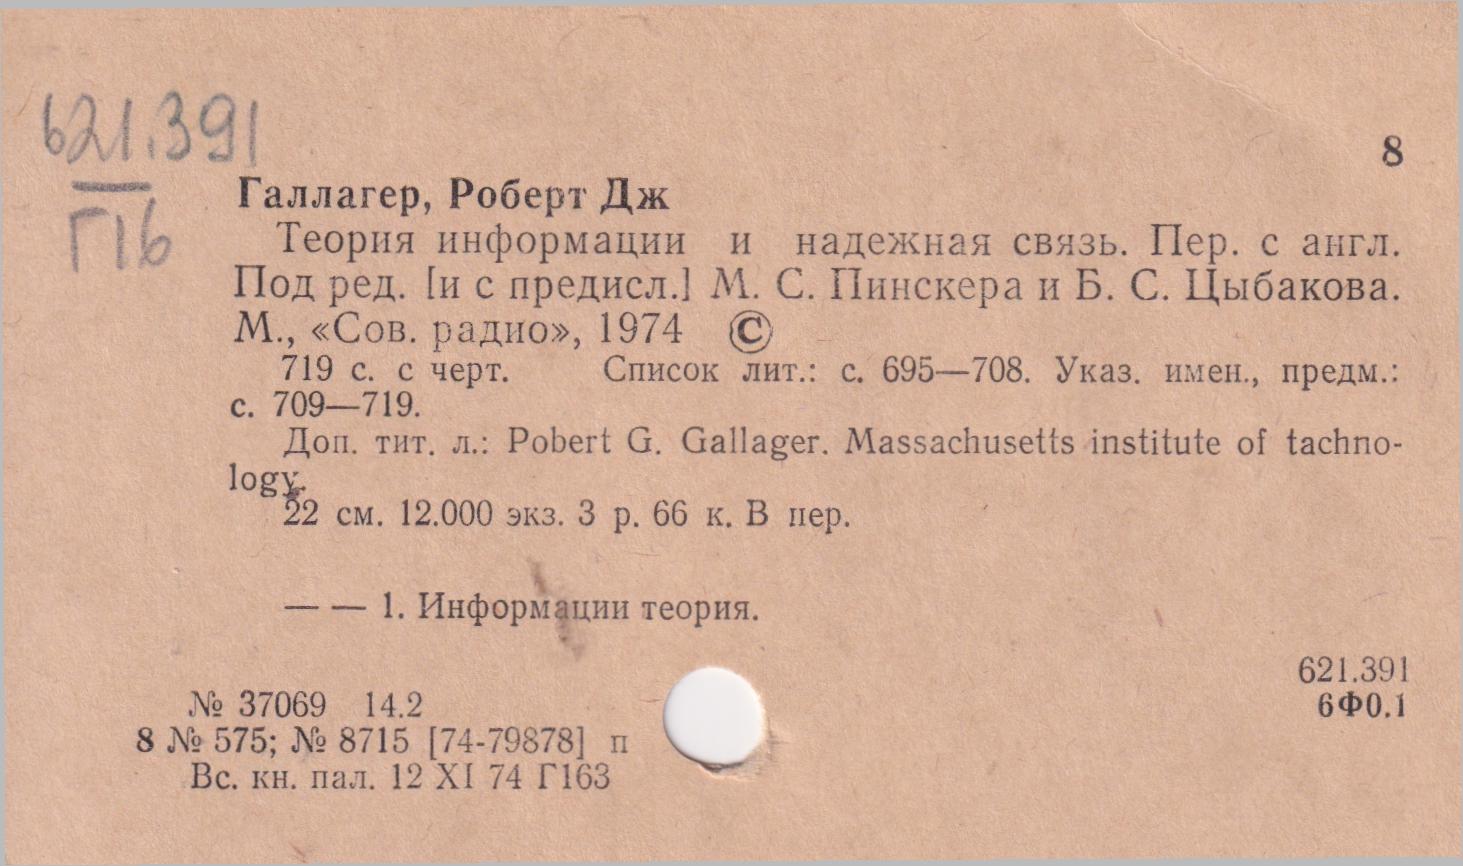 621.391
Г16
8
Галлагер, Роберт Дж
Теория информации и надежная связь. Пер. с англ.
Под ред. [и с предисл.] М. С. Пинскера и Б. С. Цыбакова.
М., «Сов. радио», 1974 ©
719 с. с черт. Список лит.: с. 695—708. Указ. имен., предм.:
с. 709—719.
Доп. тит. л.: Pobert G. Gallager. Massachusetts institute of tachno-
logy.
22 см. 12.000 экз. 3 р. 66 к. В пер.
— — 1. Информации теория.
621.391
6Ф0.1
№ 37069 14.2
8 № 575; № 8715 [74-79878] п
Вс. кн. пал. 12 XI 74 Г163